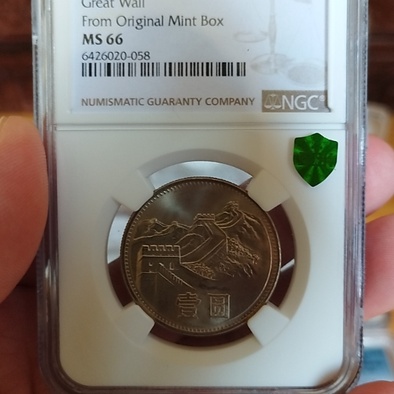 Great Wall
From Original Mint Box
MS 66
6426020-058
NUMISMATIC GUARANTY COMPANY NGC
壹圆